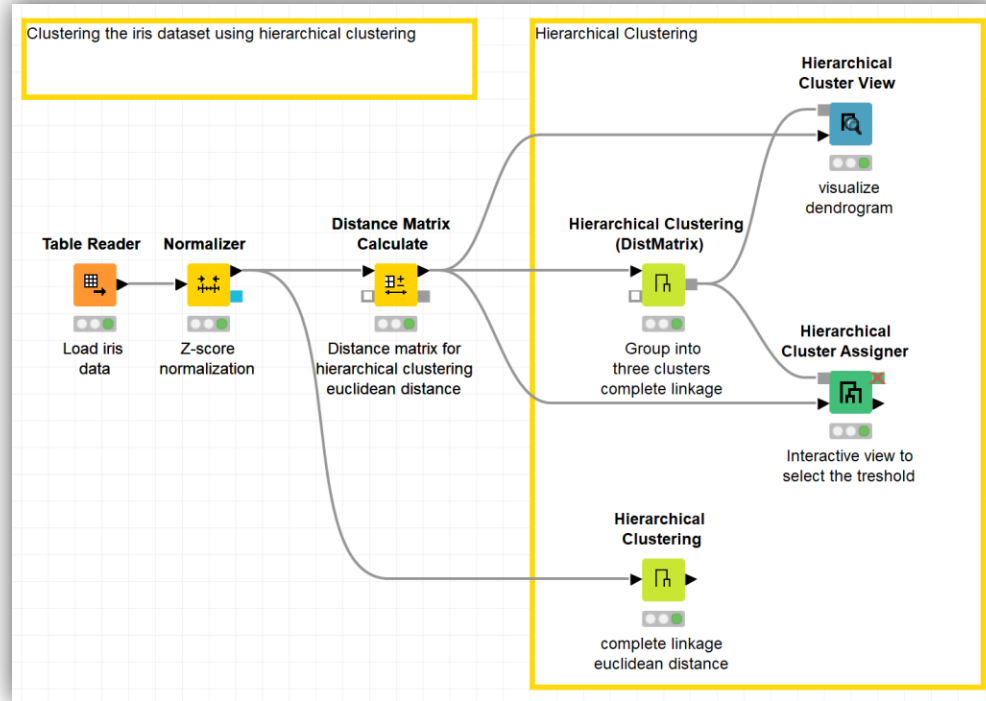 Clustering the iris dataset using hierarchical clustering
Hierarchical Clustering
Hierarchical
Cluster View
visualize
dendrogram
Table Reader
Load iris
data
Normalizer
Z-score
normalization
Distance Matrix
Calculate
Distance matrix for
hierarchical clustering
euclidean distance
Hierarchical Clustering
(DistMatrix)
Group into
three clusters
complete linkage
Hierarchical
Cluster Assigner
Interactive view to
select the treshold
Hierarchical
Clustering
complete linkage
euclidean distance